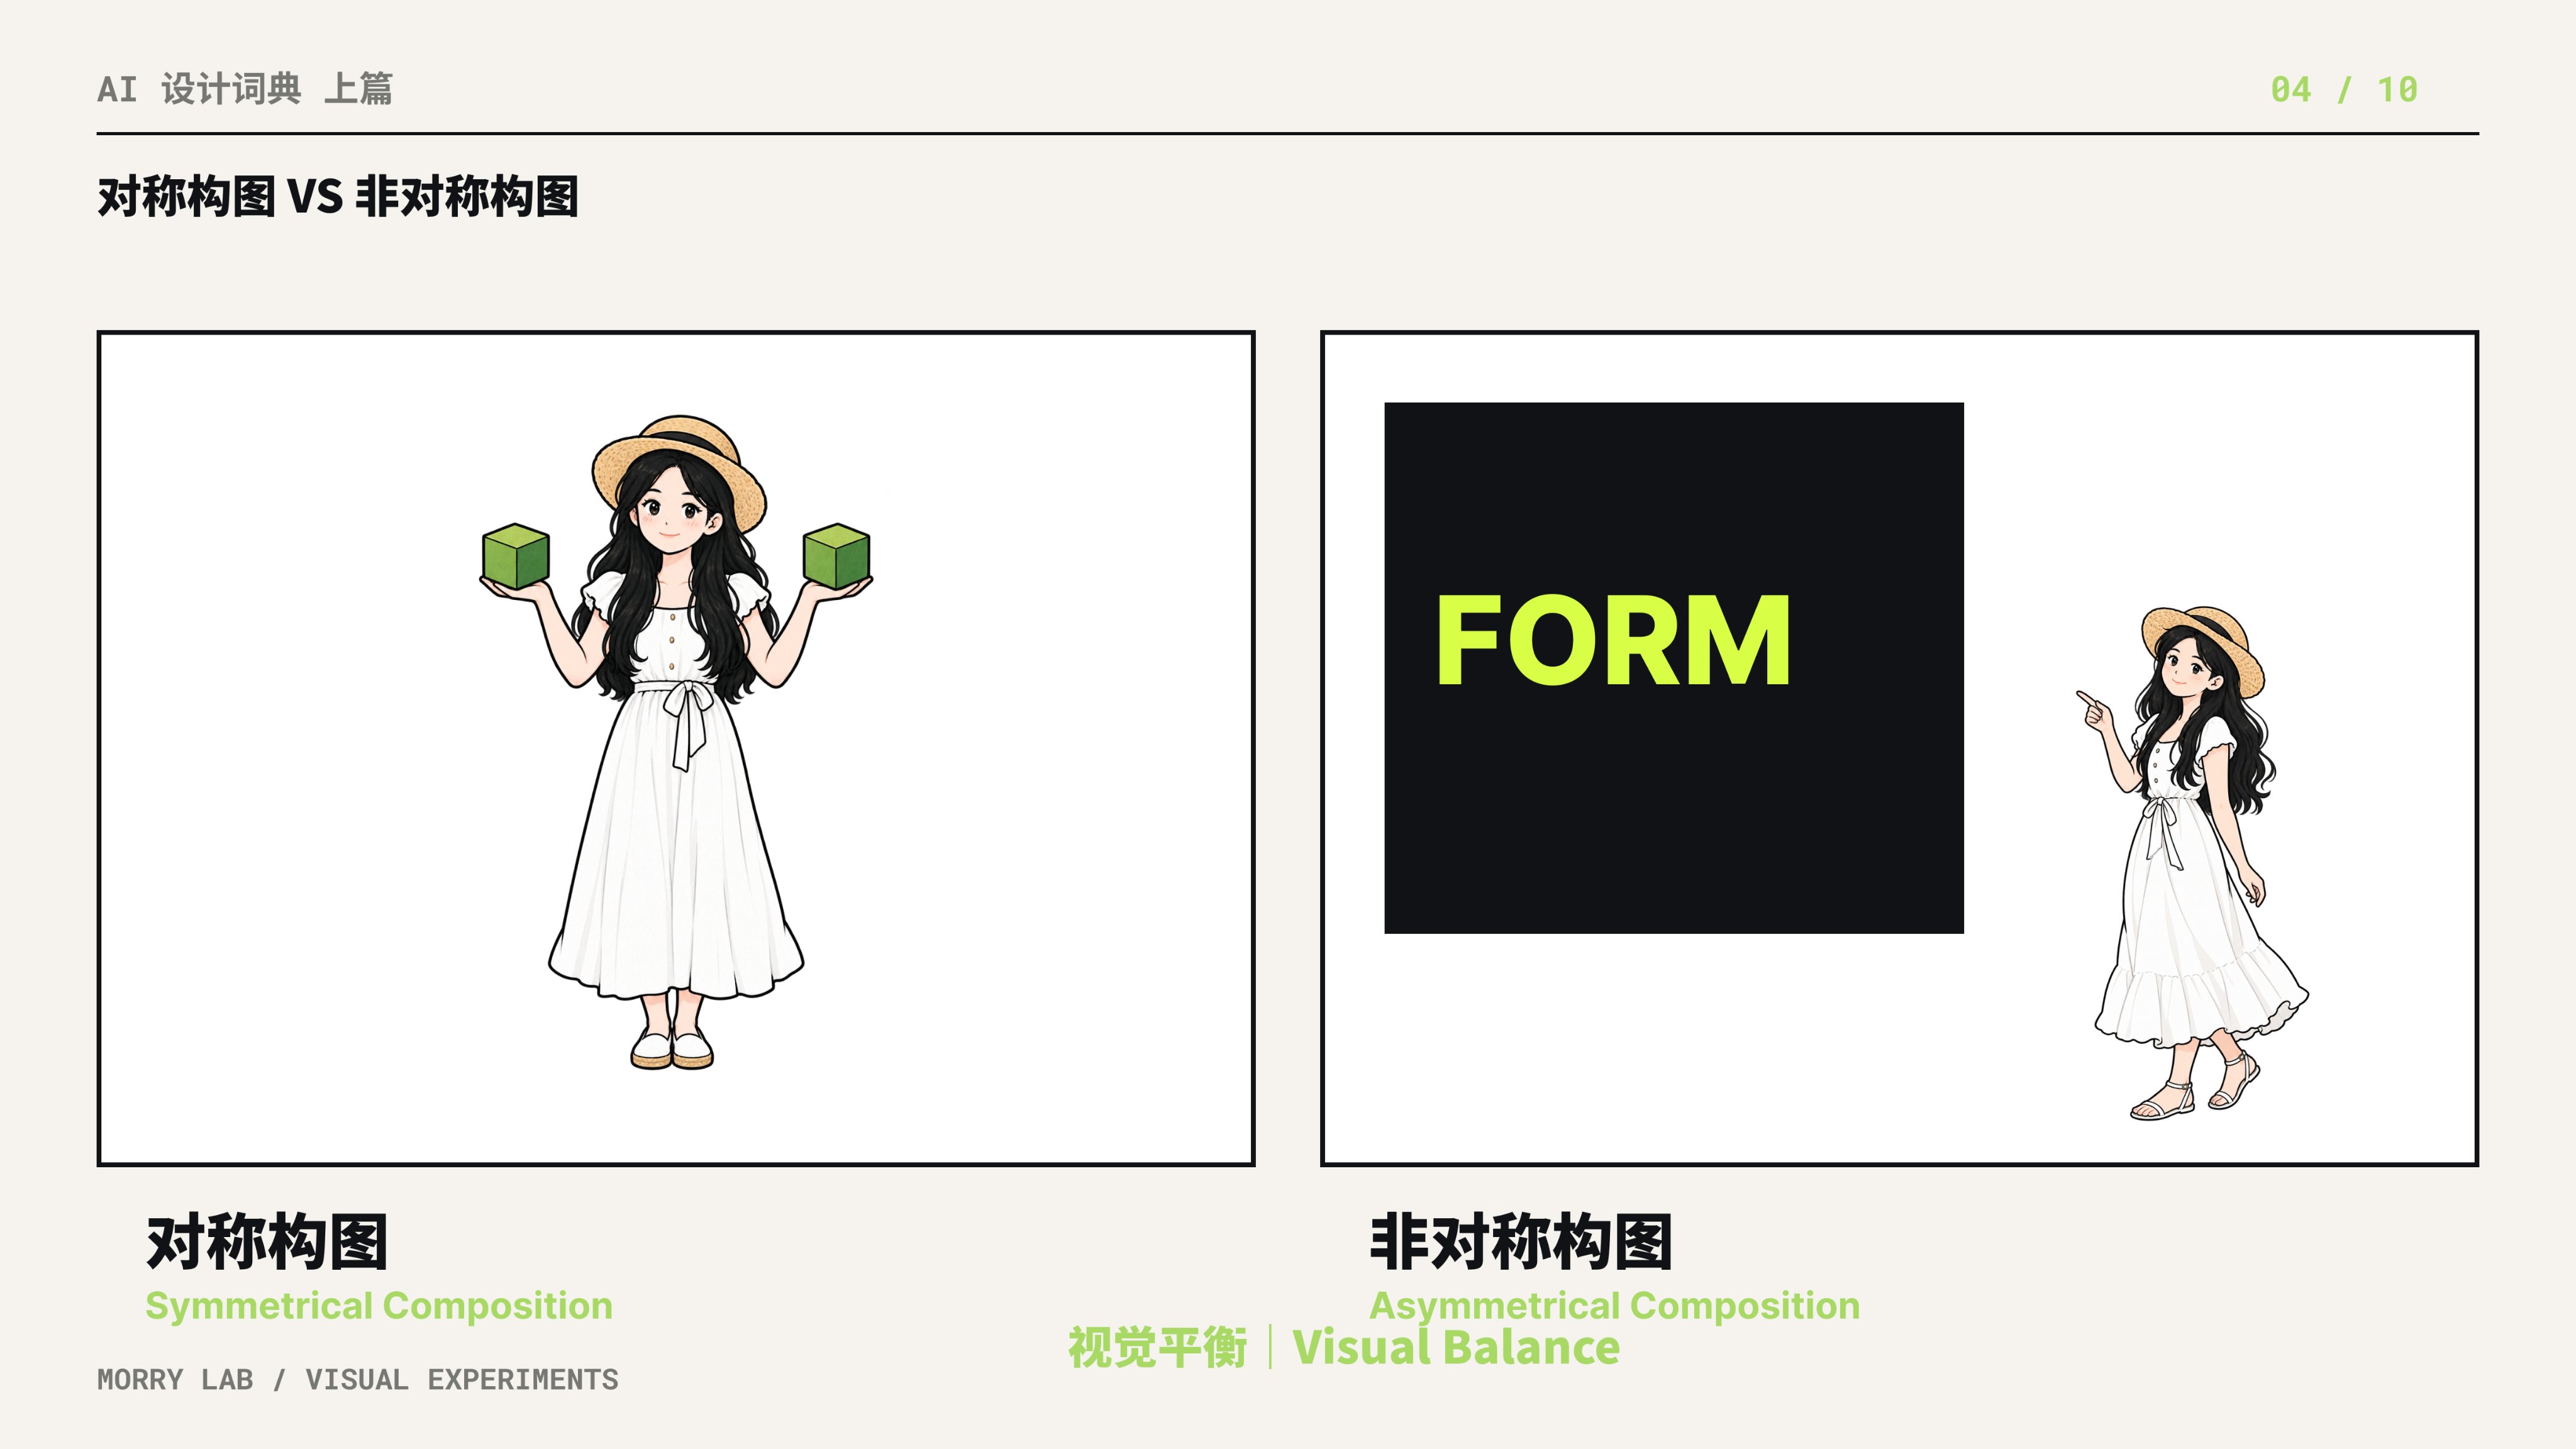 AI 设计词典 上篇
04 / 10
对称构图 VS 非对称构图
FORM
对称构图
Symmetrical Composition
非对称构图
Asymmetrical Composition
视觉平衡｜Visual Balance
MORRY LAB / VISUAL EXPERIMENTS